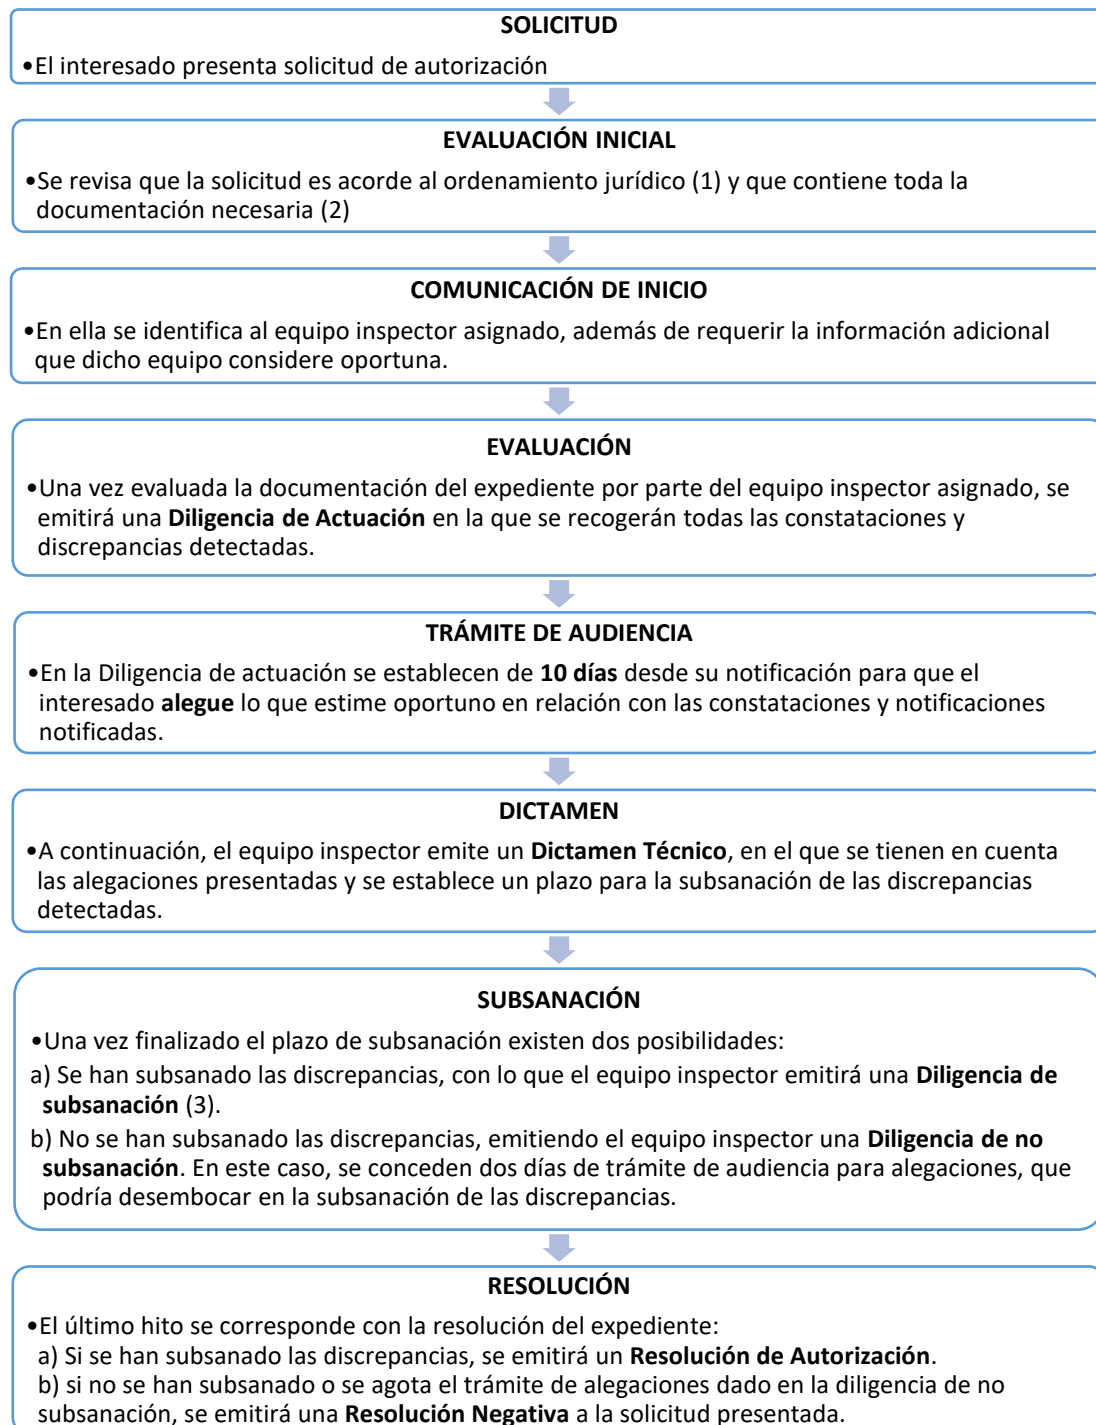 SOLICITUD
•El interesado presenta solicitud de autorización
EVALUACIÓN INICIAL
•Se revisa que la solicitud es acorde al ordenamiento jurídico (1) y que contiene toda la
documentación necesaria (2)
COMUNICACIÓN DE INICIO
•En ella se identifica al equipo inspector asignado, además de requerir la información adicional
que dicho equipo considere oportuna.
EVALUACIÓN
•Una vez evaluada la documentación del expediente por parte del equipo inspector asignado, se
emitirá una Diligencia de Actuación en la que se recogerán todas las constataciones y
discrepancias detectadas.
TRÁMITE DE AUDIENCIA
•En la Diligencia de actuación se establecen de 10 días desde su notificación para que el
interesado alegue lo que estime oportuno en relación con las constataciones y notificaciones
notificadas.
DICTAMEN
•A continuación, el equipo inspector emite un Dictamen Técnico, en el que se tienen en cuenta
las alegaciones presentadas y se establece un plazo para la subsanación de las discrepancias
detectadas.
SUBSANACIÓN
•Una vez finalizado el plazo de subsanación existen dos posibilidades:
a) Se han subsanado las discrepancias, con lo que el equipo inspector emitirá una Diligencia de
subsanación (3).
b) No se han subsanado las discrepancias, emitiendo el equipo inspector una Diligencia de no
subsanación. En este caso, se conceden dos días de trámite de audiencia para alegaciones, que
podría desembocar en la subsanación de las discrepancias.
RESOLUCIÓN
•El último hito se corresponde con la resolución del expediente:
a) Si se han subsanado las discrepancias, se emitirá un Resolución de Autorización.
b) si no se han subsanado o se agota el trámite de alegaciones dado en la diligencia de no
subsanación, se emitirá una Resolución Negativa a la solicitud presentada.